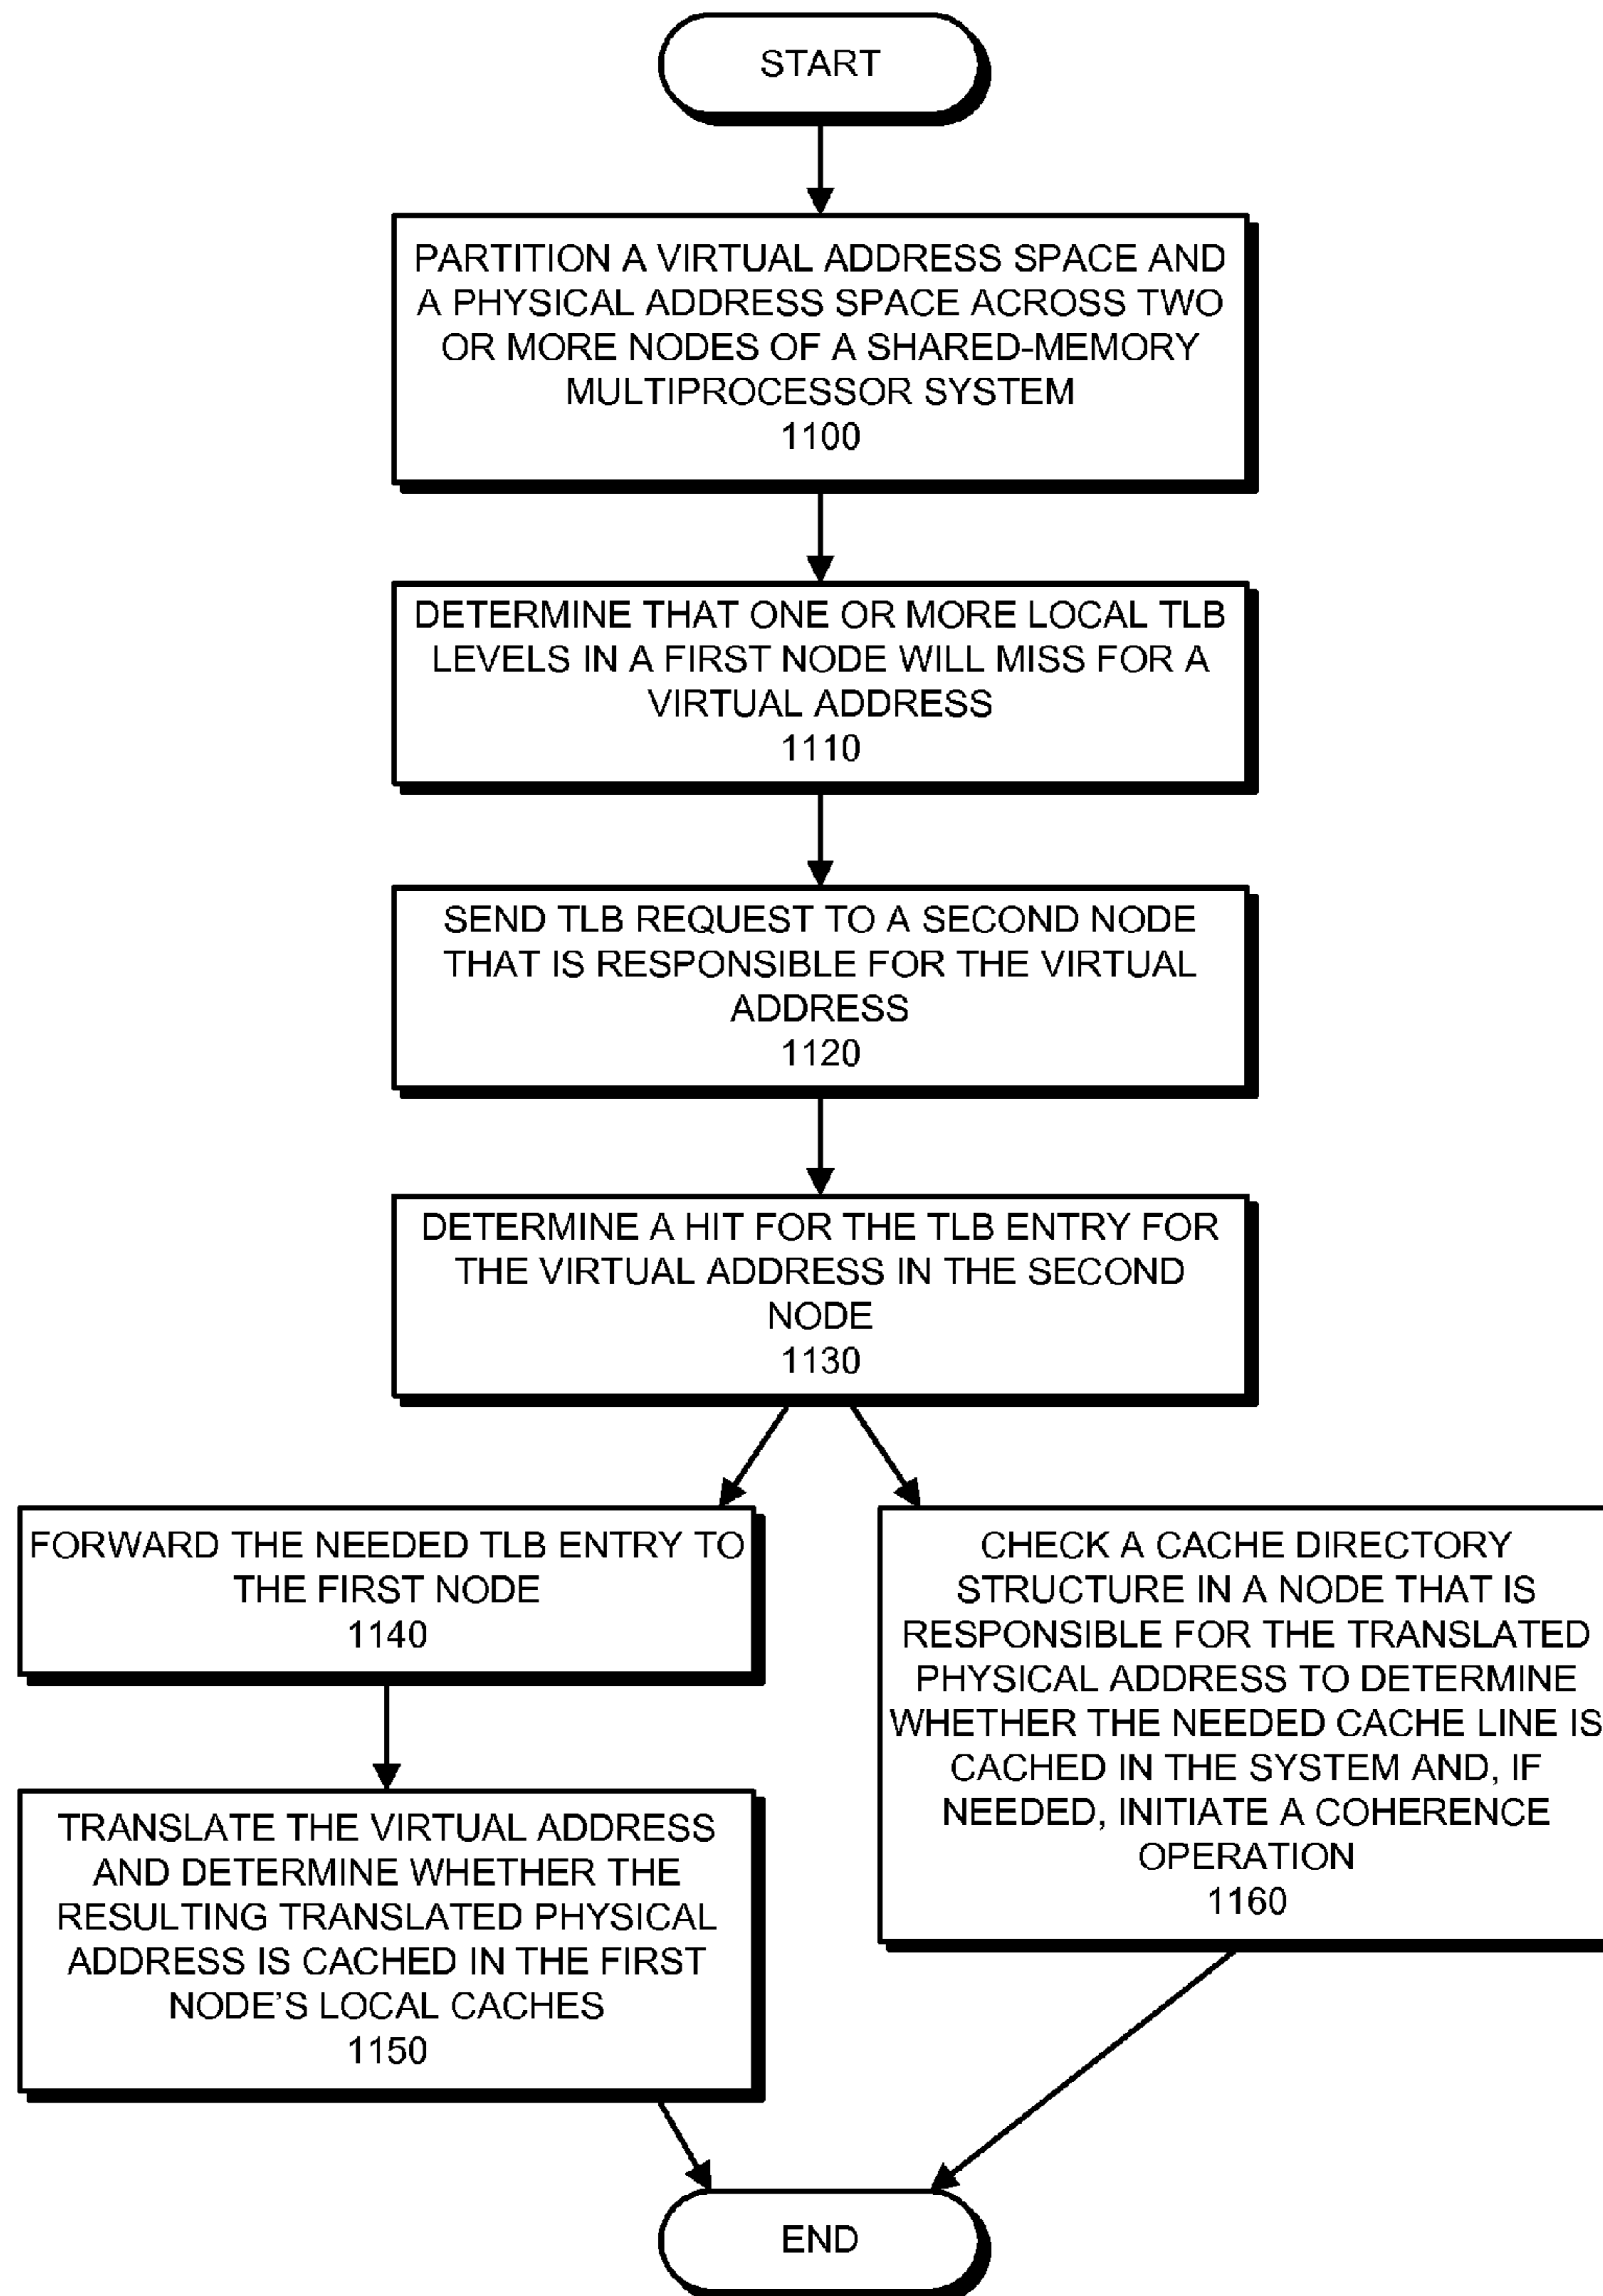 START
PARTITION A VIRTUAL ADDRESS SPACE AND
A PHYSICAL ADDRESS SPACE ACROSS TWO
OR MORE NODES OF A SHARED-MEMORY
MULTIPROCESSOR SYSTEM
1100
DETERMINE THAT ONE OR MORE LOCAL TLB
LEVELS IN A FIRST NODE WILL MISS FOR A
VIRTUAL ADDRESS
1110
SEND TLB REQUEST TO A SECOND NODE
THAT IS RESPONSIBLE FOR THE VIRTUAL
ADDRESS
1120
DETERMINE A HIT FOR THE TLB ENTRY FOR
THE VIRTUAL ADDRESS IN THE SECOND
NODE
1130
FORWARD THE NEEDED TLB ENTRY TO
THE FIRST NODE
1140
TRANSLATE THE VIRTUAL ADDRESS
AND DETERMINE WHETHER THE
RESULTING TRANSLATED PHYSICAL
ADDRESS IS CACHED IN THE FIRST
NODE'S LOCAL CACHES
1150
CHECK A CACHE DIRECTORY
STRUCTURE IN A NODE THAT IS
RESPONSIBLE FOR THE TRANSLATED
PHYSICAL ADDRESS TO DETERMINE
WHETHER THE NEEDED CACHE LINE IS
CACHED IN THE SYSTEM AND, IF
NEEDED, INITIATE A COHERENCE
OPERATION
1160
END